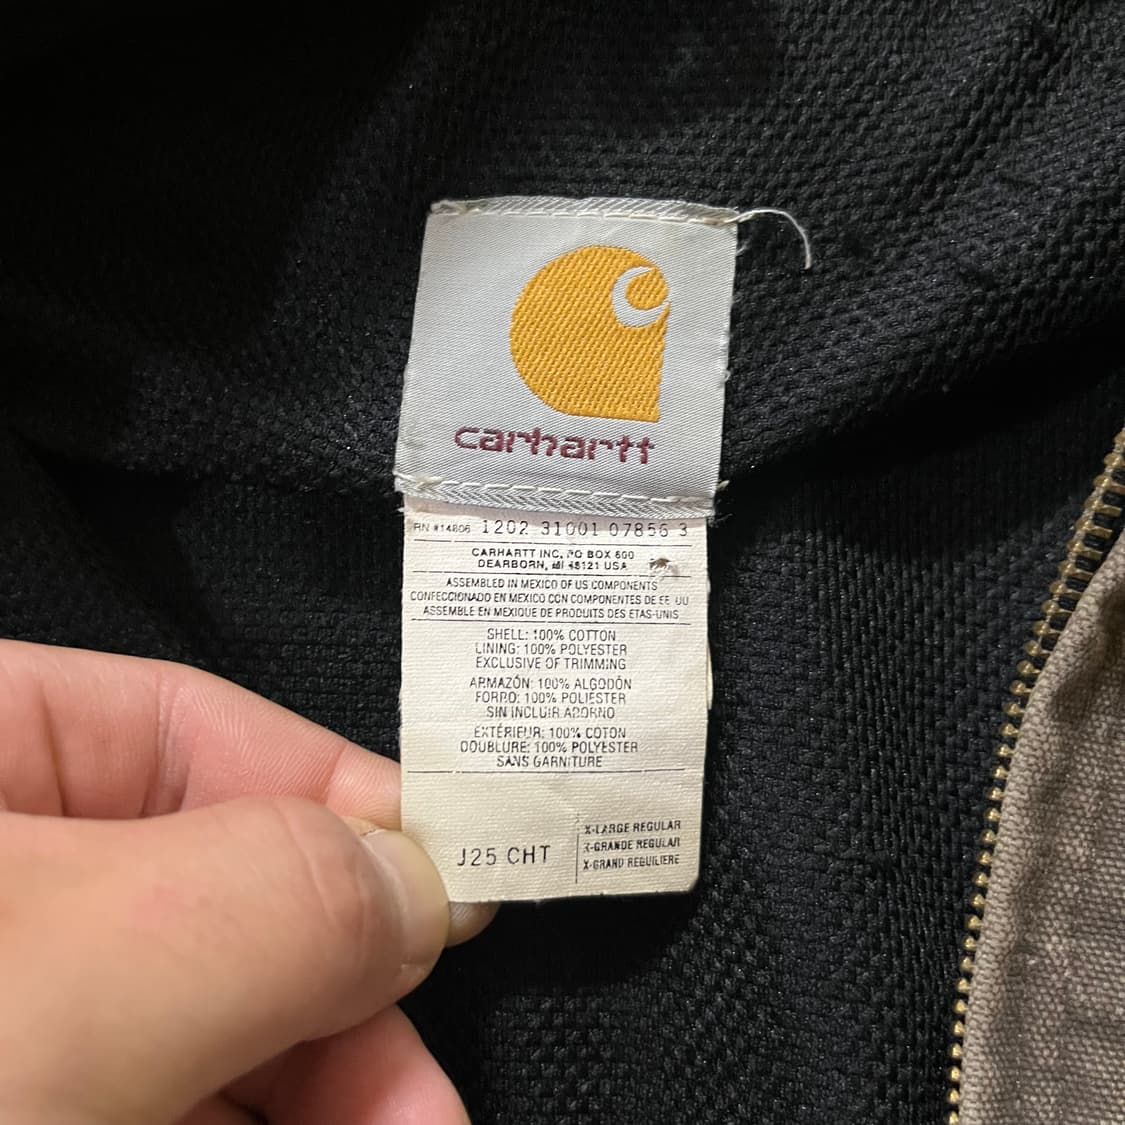 carhartt
RN #14806 1202 31001 07856 3
CARHARTT INC, PO BOX 600
DEARBORN, MI 48121 USA
ASSEMBLED IN MEXICO OF US COMPONENTS
CONFECCIONADO EN MEXICO CON COMPONENTES DE EE UU
ASSEMBLE EN MEXIQUE DE PRODUITS DES ETAS-UNIS
SHELL: 100% COTTON
LINING: 100% POLYESTER
EXCLUSIVE OF TRIMMING
ARMAZÓN: 100% ALGODÓN
FORRO: 100% POLIESTER
SIN INCLUIR ADORNO
EXTÉRIEUR: 100% COTON
DOUBLURE: 100% POLYESTER
SANS GARNITURE
J25 CHT
X-LARGE REGULAR
X-GRANDE REGULAR
X-GRAND REGUILIERE